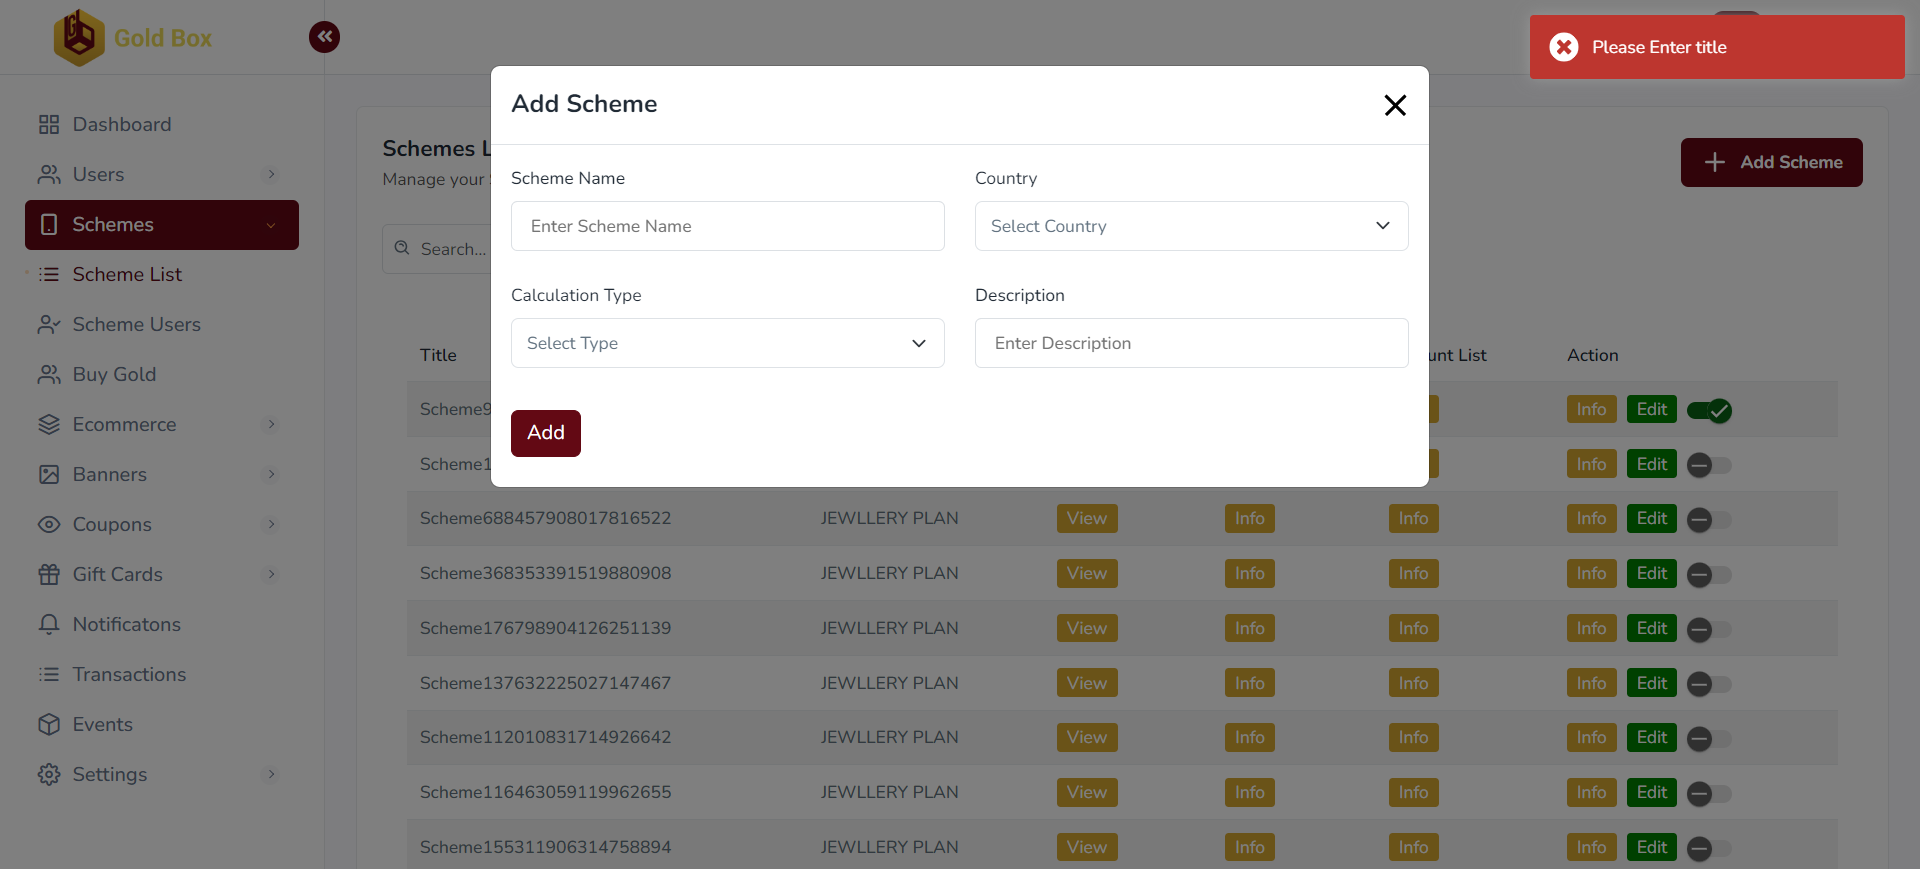 Gold Box
Please Enter title
Dashboard
Users
Schemes
Scheme List
Scheme Users
Buy Gold
Ecommerce
Banners
Coupons
Gift Cards
Notificatons
Transactions
Events
Settings
Schemes L
Manage your
Add Scheme
Search...
Add Scheme
Scheme Name
Country
Enter Scheme Name
Select Country
Calculation Type
Description
Select Type
Enter Description
Add
Title unt List Action
Scheme9 Info Edit
Scheme1 Info Edit
Scheme688457908017816522 JEWLLERY PLAN View Info Info Info Edit
Scheme368353391519880908 JEWLLERY PLAN View Info Info Info Edit
Scheme176798904126251139 JEWLLERY PLAN View Info Info Info Edit
Scheme137632225027147467 JEWLLERY PLAN View Info Info Info Edit
Scheme112010831714926642 JEWLLERY PLAN View Info Info Info Edit
Scheme116463059119962655 JEWLLERY PLAN View Info Info Info Edit
Scheme155311906314758894 JEWLLERY PLAN View Info Info Info Edit